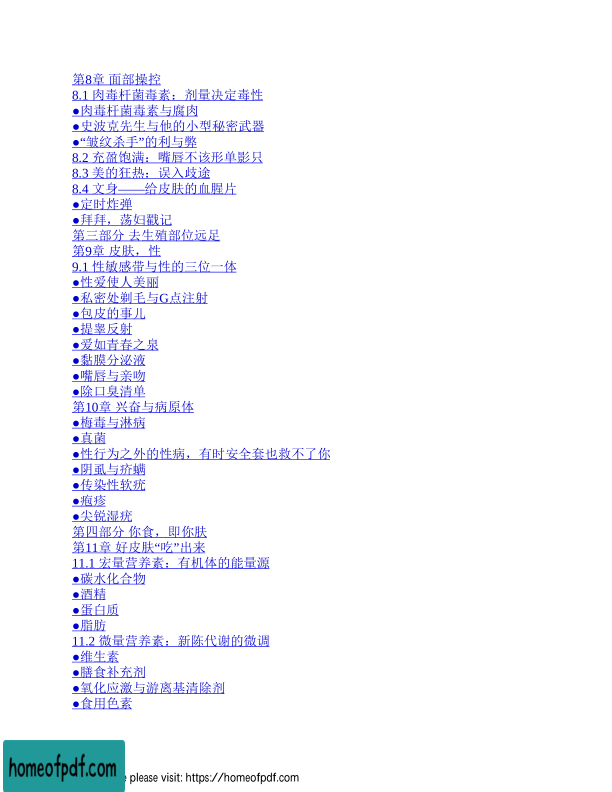 第8章 面部操控
8.1 肉毒杆菌毒素：剂量决定毒性
●肉毒杆菌毒素与腐肉
●史波克先生与他的小型秘密武器
●“皱纹杀手”的利与弊
8.2 充盈饱满：嘴唇不该形单影只
8.3 美的狂热：误入歧途
8.4 文身——给皮肤的血腥片
●定时炸弹
●拜拜，荡妇戳记
第三部分 去生殖部位远足
第9章 皮肤，性
9.1 性敏感带与性的三位一体
●性爱使人美丽
●私密处剃毛与G点注射
●包皮的事儿
●提睾反射
●爱如青春之泉
●黏膜分泌液
●嘴唇与亲吻
●除口臭清单
第10章 兴奋与病原体
●梅毒与淋病
●真菌
●性行为之外的性病，有时安全套也救不了你
●阴虱与疥螨
●传染性软疣
●疱疹
●尖锐湿疣
第四部分 你食，即你肤
第11章 好皮肤“吃”出来
11.1 宏量营养素：有机体的能量源
●碳水化合物
●酒精
●蛋白质
●脂肪
11.2 微量营养素：新陈代谢的微调
●维生素
●膳食补充剂
●氧化应激与游离基清除剂
●食用色素
homeofpdf.com
e please visit: https://homeofpdf.com